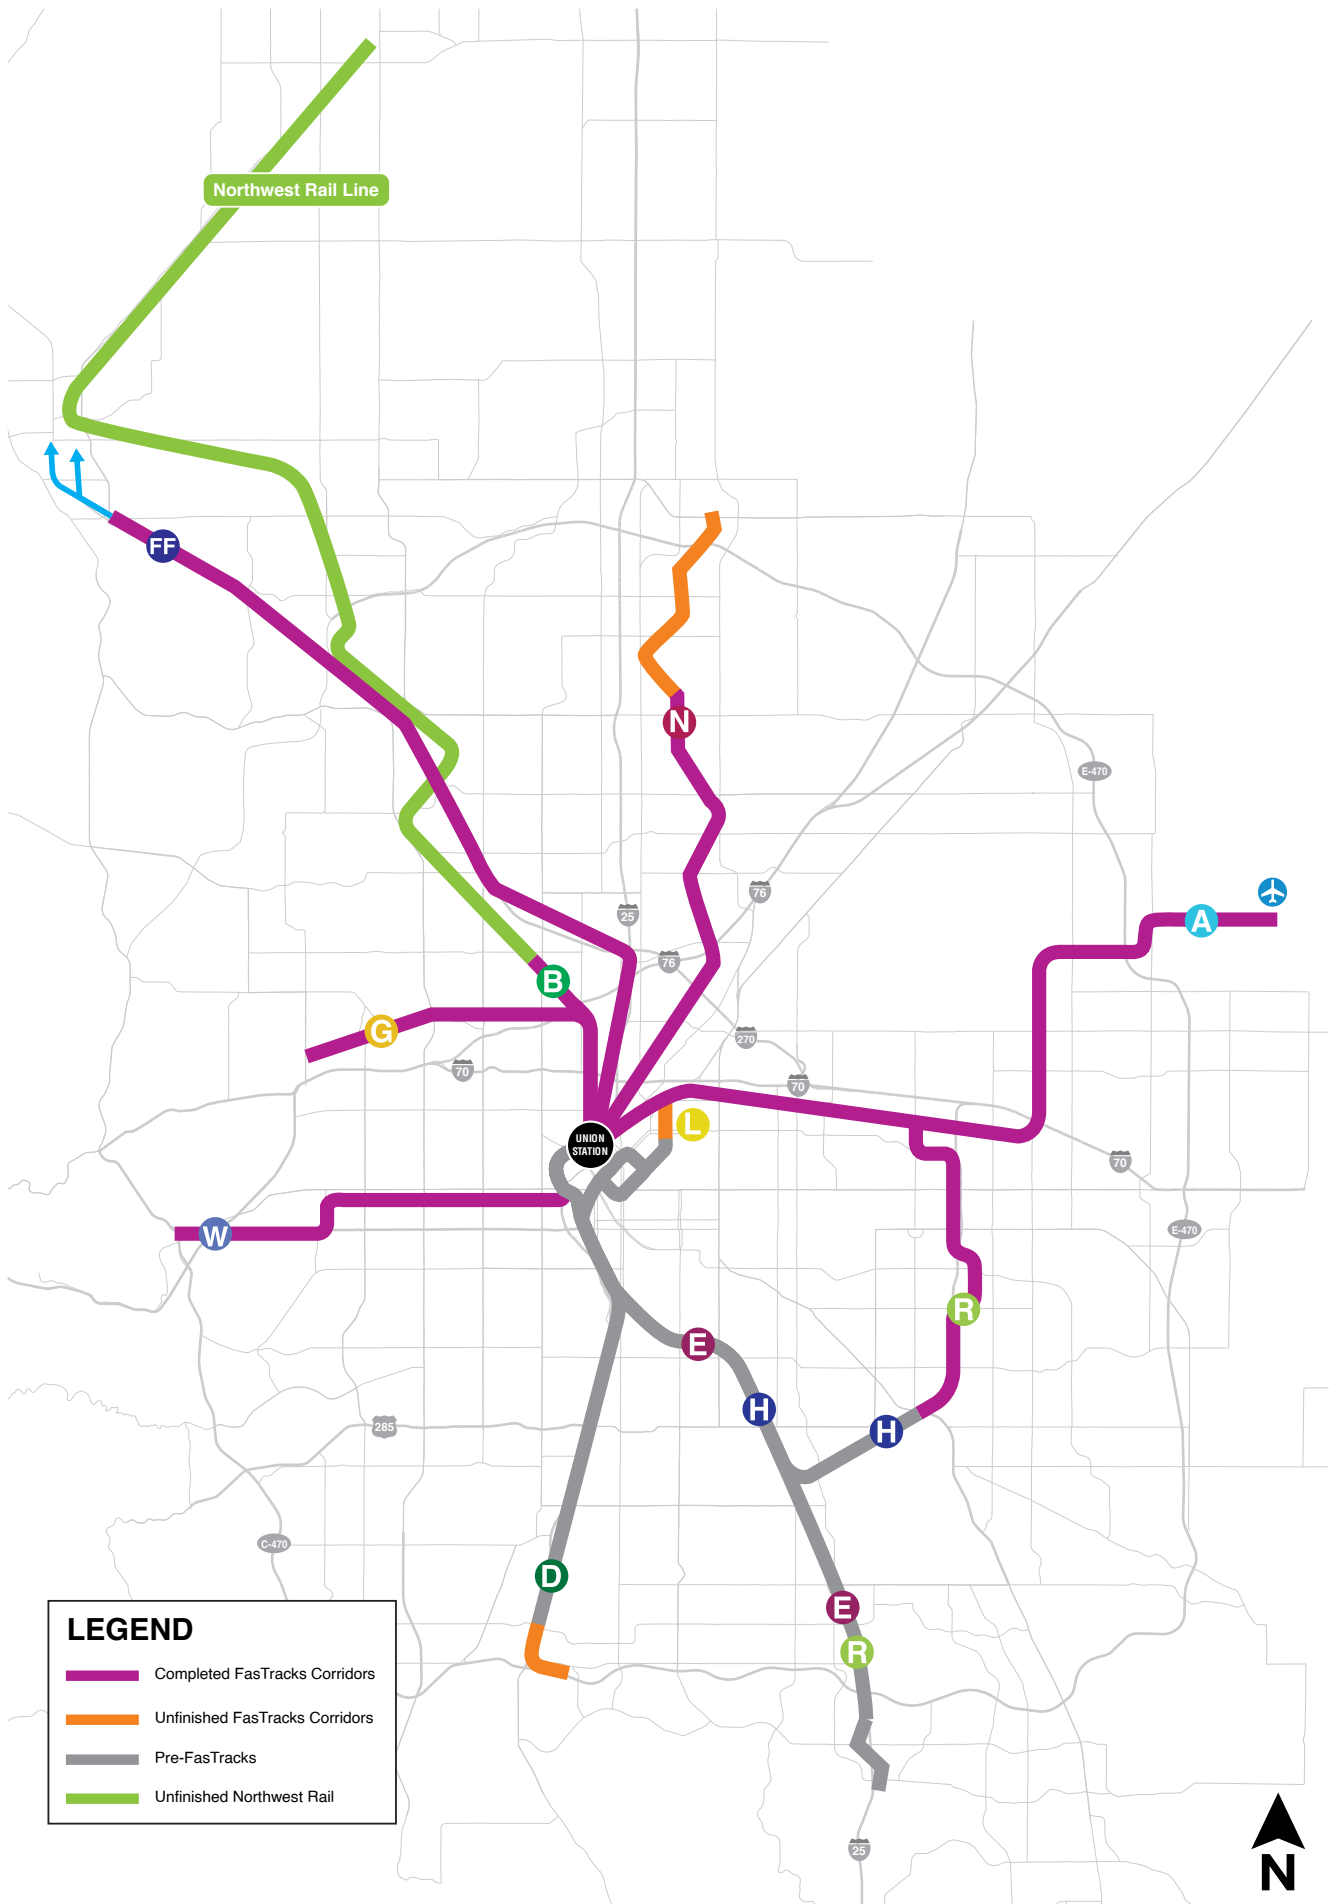 Northwest Rail Line
FF
N
E-470
76
A
25
76
B
G
270
70
70
L
UNION
STATION
70
W
E-470
R
E
H
285
H
C-470
D
E
R
LEGEND
Completed FasTracks Corridors
Unfinished FasTracks Corridors
Pre-FasTracks
Unfinished Northwest Rail
25
N